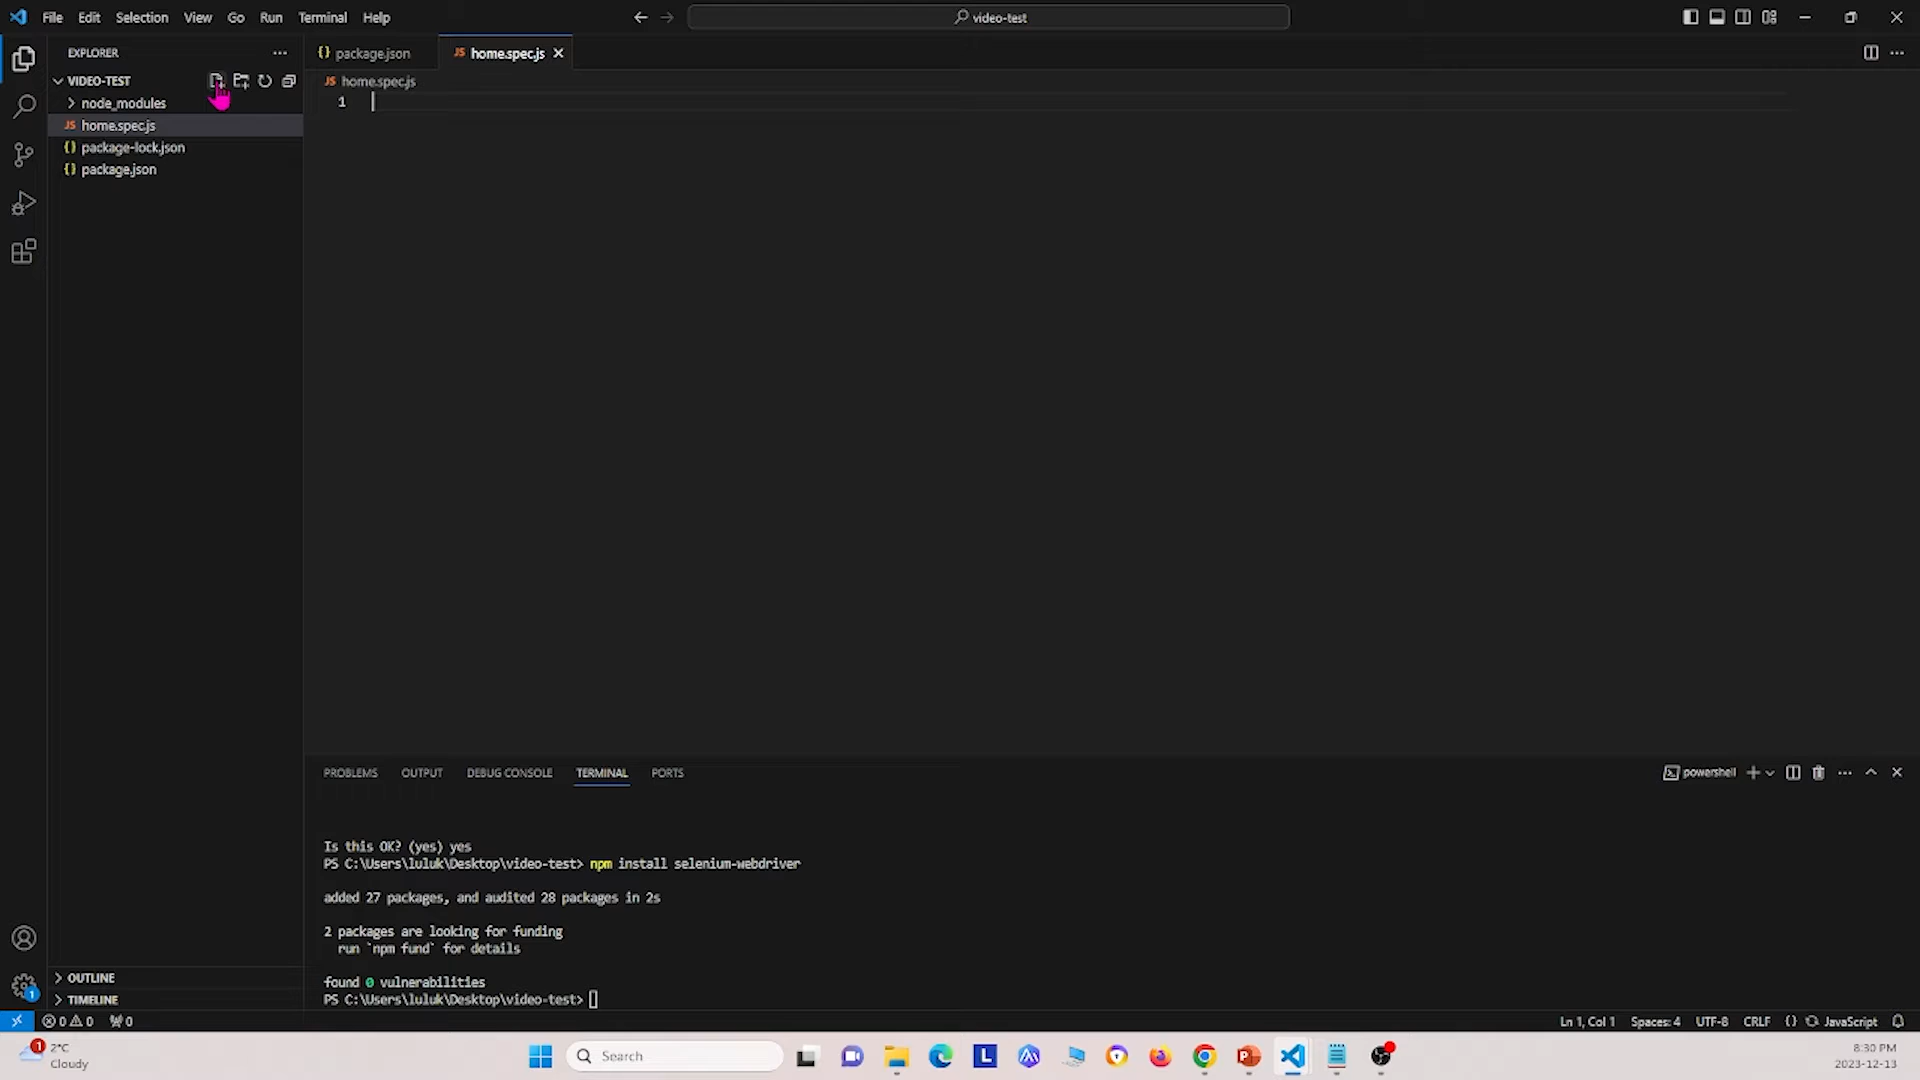 File Edit Selection View Go Run Terminal Help
video-test
EXPLORER
package.json
JS home.spec.js
VIDEO-TEST
JS home.spec.js
node_modules
1
JS home.spec.js
{} package-lock.json
{} package.json
PROBLEMS OUTPUT DEBUG CONSOLE TERMINAL PORTS
powershell
Is this OK? (yes) yes
PS C:\Users\luluk\Desktop\video-test> npm install selenium-webdriver
added 27 packages, and audited 28 packages in 2s
2 packages are looking for funding
run `npm fund` for details
found 0 vulnerabilities
PS C:\Users\luluk\Desktop\video-test>
OUTLINE
TIMELINE
1
0 0 0
Ln 1, Col 1 Spaces: 4 UTF-8 CRLF {} JavaScript
1
2°C
Cloudy
Search
L
P
8:30 PM
2023-12-13